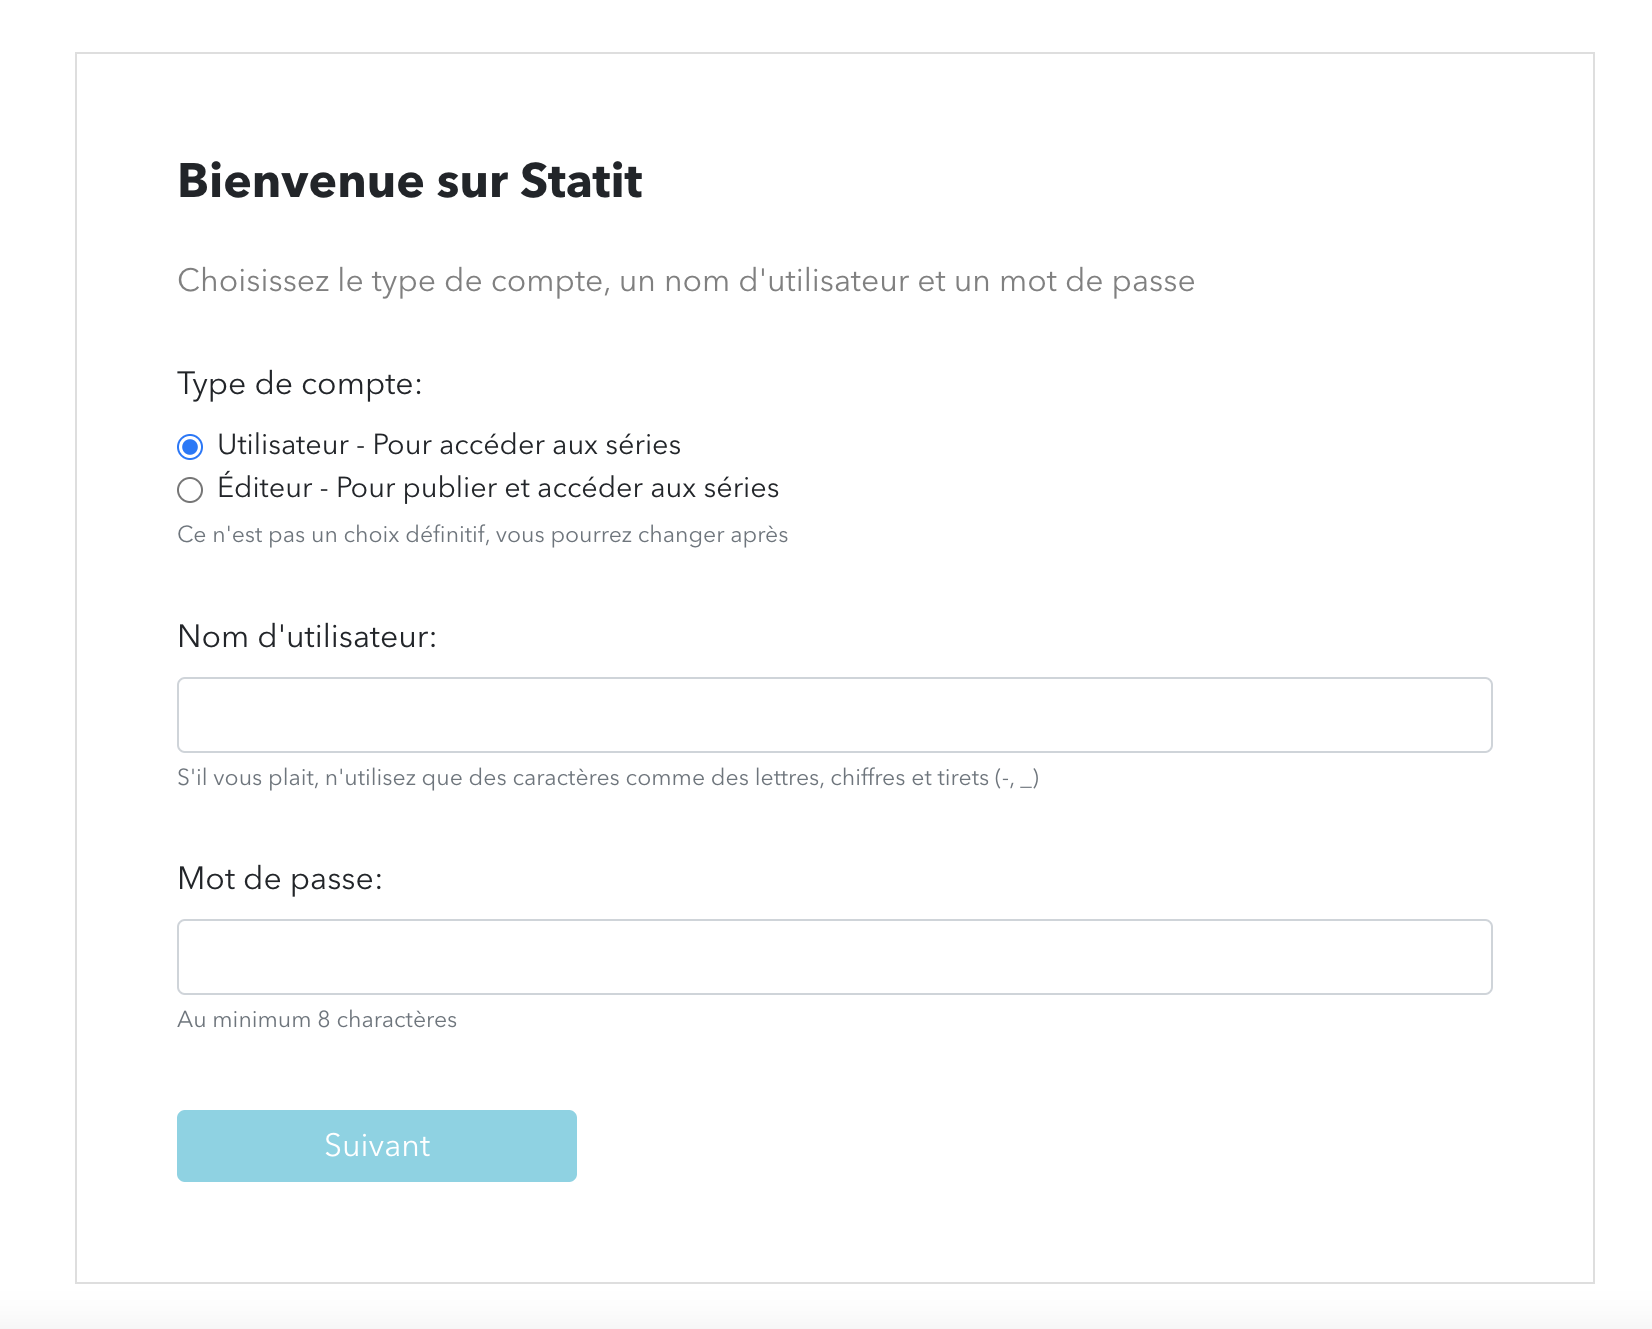 Bienvenue sur Statit
Choisissez le type de compte, un nom d'utilisateur et un mot de passe
Type de compte:
Utilisateur - Pour accéder aux séries
Éditeur - Pour publier et accéder aux séries
Ce n'est pas un choix définitif, vous pourrez changer après
Nom d'utilisateur:
S'il vous plait, n'utilisez que des caractères comme des lettres, chiffres et tirets (-, _)
Mot de passe:
Au minimum 8 charactères
Suivant